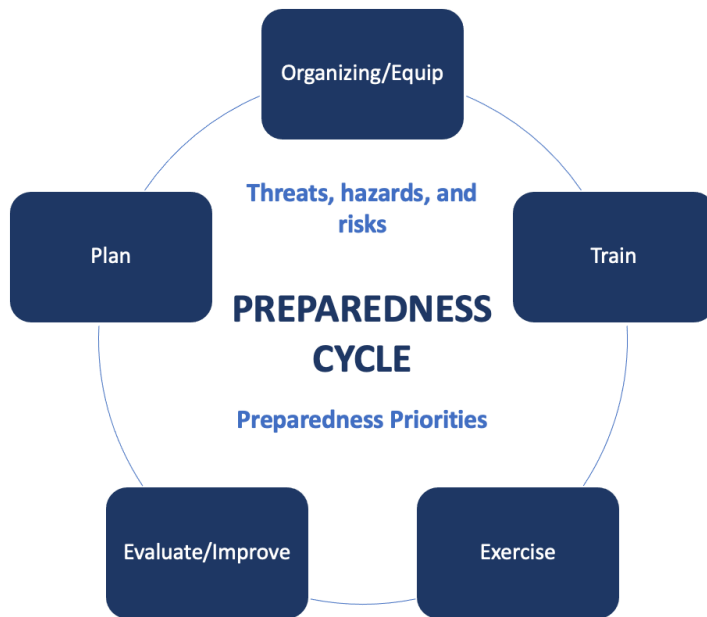 Organizing/Equip
Threats, hazards, and
risks
Plan
Train
PREPAREDNESS
CYCLE
Preparedness Priorities
Evaluate/Improve
Exercise